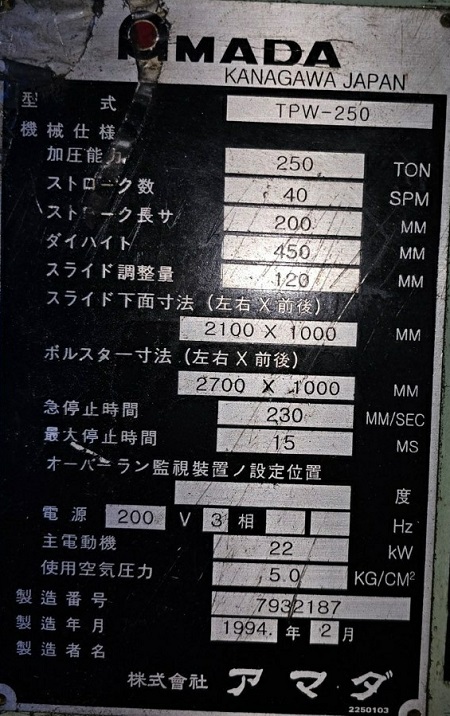 AMADA
KANAGAWA JAPAN
型 式 TPW-250
機械仕様
加圧能力 250 TON
ストローク数 40 SPM
ストローク長サ 200 MM
ダイハイト 450 MM
スライド調整量 120 MM
スライド下面寸法 (左右X前後)
2100 X 1000 MM
ボルスター寸法 (左右X前後)
2700 X 1000 MM
急停止時間 230 MM/SEC
最大停止時間 15 MS
オーバーラン監視装置ノ設定位置
度
電源 200 V 3 相 Hz
主電動機 22 kW
使用空気圧力 5.0 KG/CM²
製造番号 7932187
製造年月 1994. 年 2 月
製造者名
株式會社 アマダ
2250103